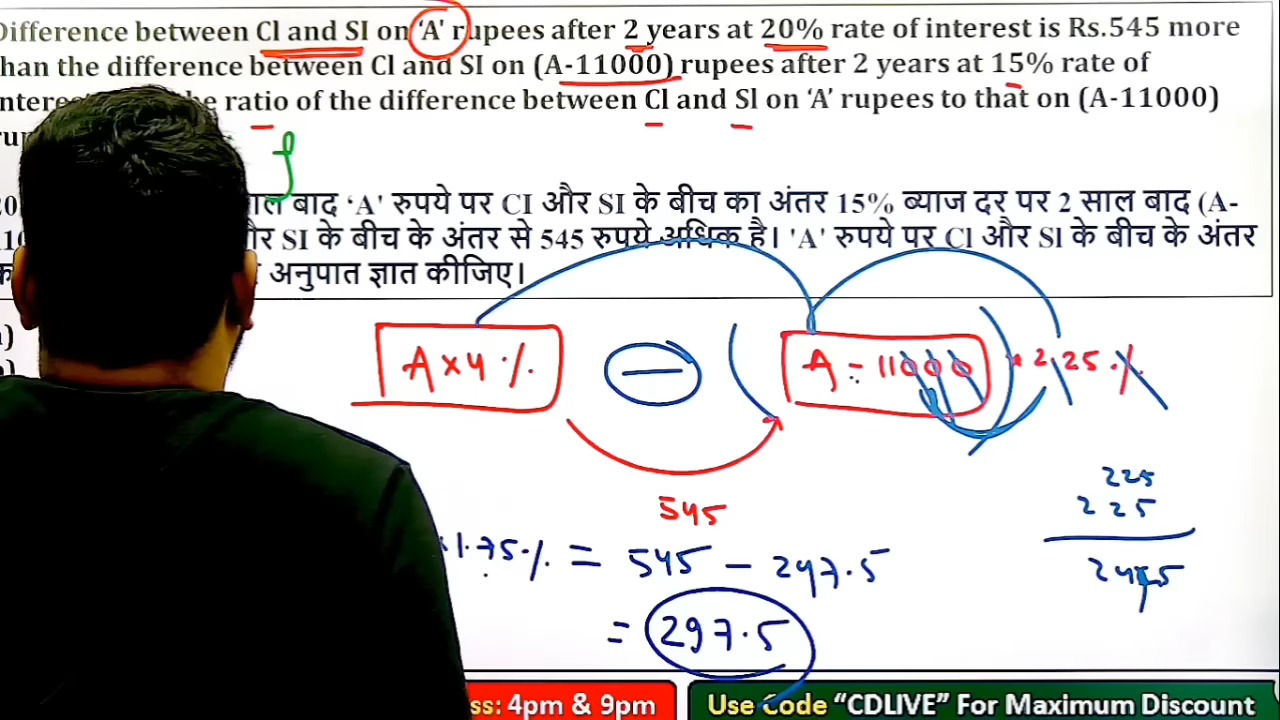 Difference between CI and SI on 'A' rupees after 2 years at 20% rate of interest is Rs.545 more
than the difference between CI and SI on (A-11000) rupees after 2 years at 15% rate of
ratio of the difference between CI and SI on 'A' rupees to that on (A-11000)
बाद 'A' रुपये पर CI और SI के बीच का अंतर 15% ब्याज दर पर 2 साल बाद (A-
SI के बीच के अंतर से 545 रुपये अधिक है। 'A' रुपये पर CI और SI के बीच के अंतर
अनुपात ज्ञात कीजिए।
A×4% — A - 11000 * 2.25%
545
1.75% = 545 - 247.5
= 297.5
225
225
2475
ss: 4pm & 9pm
Use Code “CDLIVE” For Maximum Discount